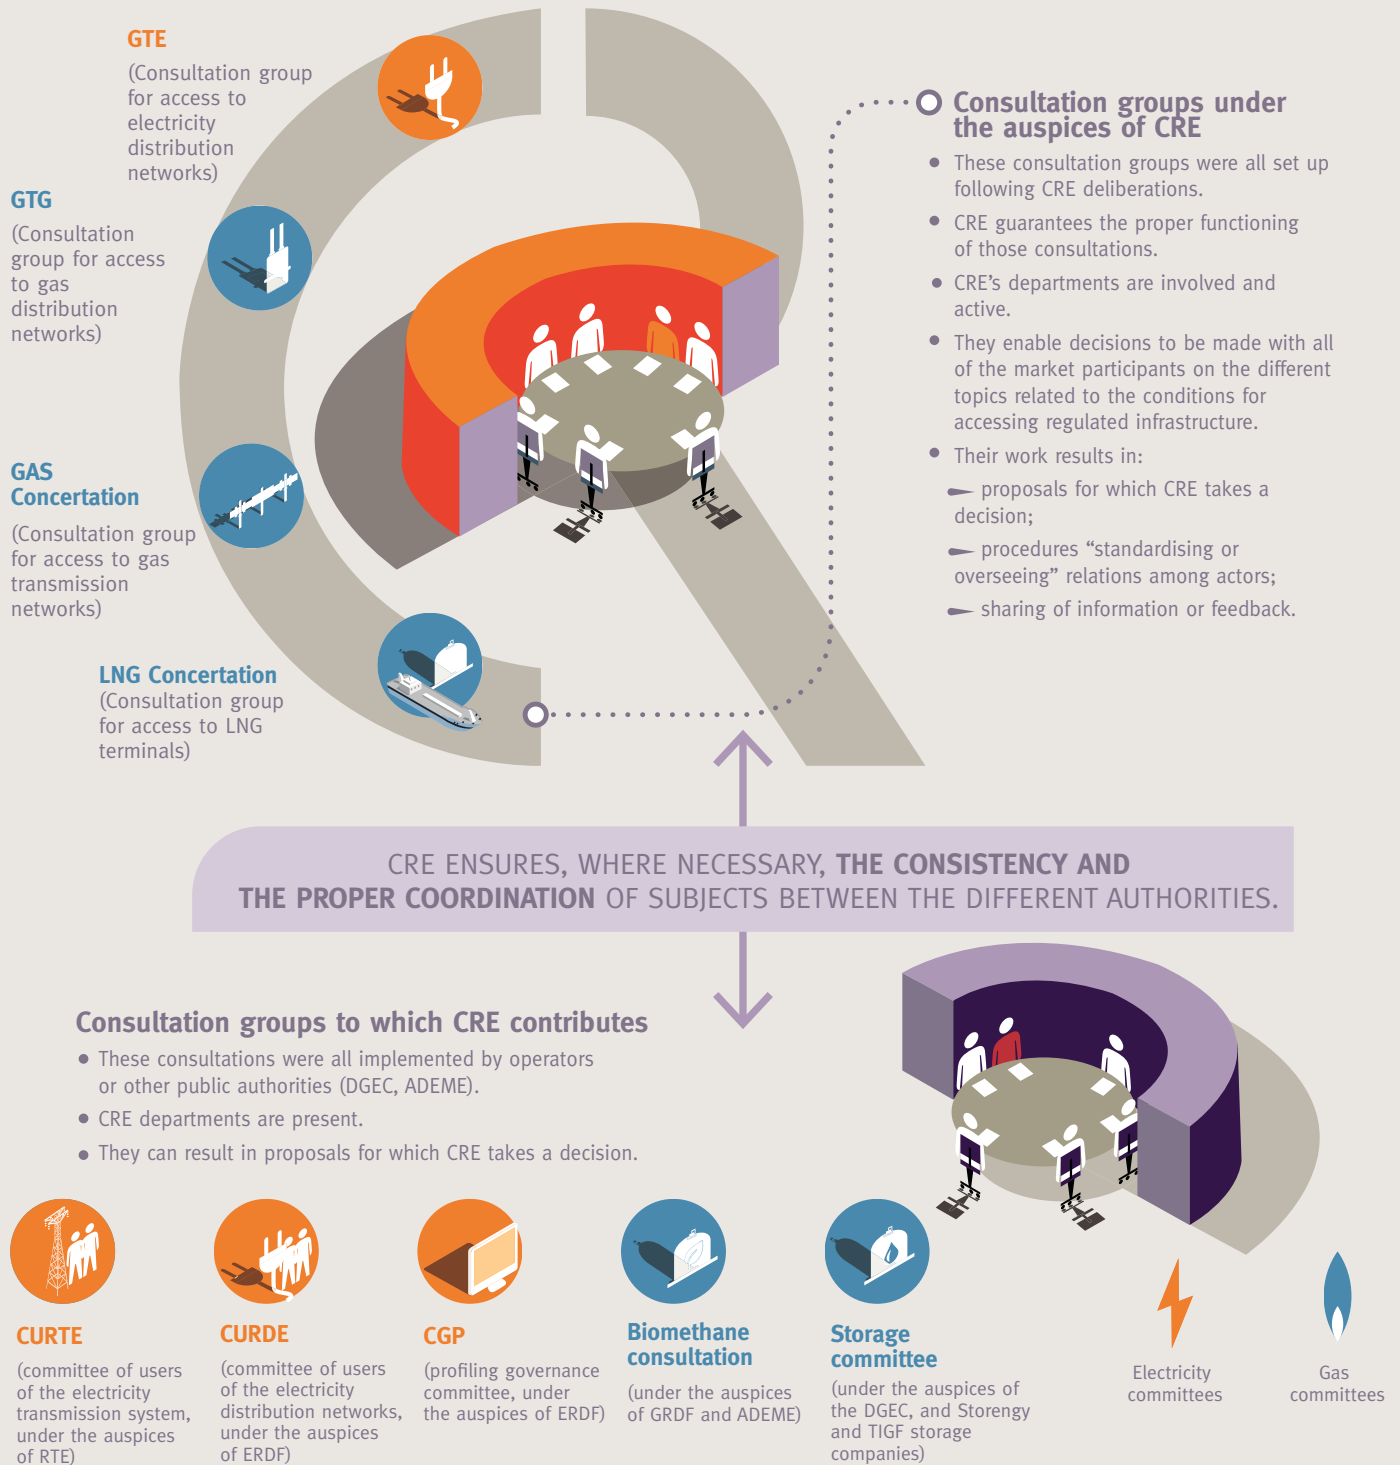 GTE
(Consultation group
for access to
electricity
distribution
networks)
GTG
(Consultation
group for access
to gas
distribution
networks)
GAS
Concertation
(Consultation group
for access to gas
transmission
networks)
LNG Concertation
(Consultation group
for access to LNG
terminals)
Consultation groups under
the auspices of CRE
• These consultation groups were all set up
following CRE deliberations.
• CRE guarantees the proper functioning
of those consultations.
• CRE’s departments are involved and
active.
• They enable decisions to be made with all
of the market participants on the different
topics related to the conditions for
accessing regulated infrastructure.
• Their work results in:
proposals for which CRE takes a
decision;
procedures “standardising or
overseeing” relations among actors;
sharing of information or feedback.
CRE ENSURES, WHERE NECESSARY, THE CONSISTENCY AND
THE PROPER COORDINATION OF SUBJECTS BETWEEN THE DIFFERENT AUTHORITIES.
Consultation groups to which CRE contributes
• These consultations were all implemented by operators
or other public authorities (DGEC, ADEME).
• CRE departments are present.
• They can result in proposals for which CRE takes a decision.
CURTE
(committee of users
of the electricity
transmission system,
under the auspices
of RTE)
CURDE
(committee of users
of the electricity
distribution networks,
under the auspices
of ERDF)
CGP
(profiling governance
committee, under
the auspices of ERDF)
Biomethane
consultation
(under the auspices
of GRDF and ADEME)
Storage
committee
(under the auspices of
the DGEC, and Storengy
and TIGF storage
companies)
Electricity
committees
Gas
committees